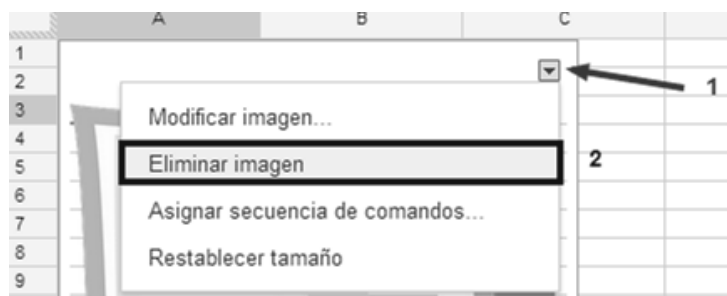 A B C
1
2
1
3
Modificar imagen...
4
5
Eliminar imagen
2
6
Asignar secuencia de comandos...
7
8
Restablecer tamaño
9